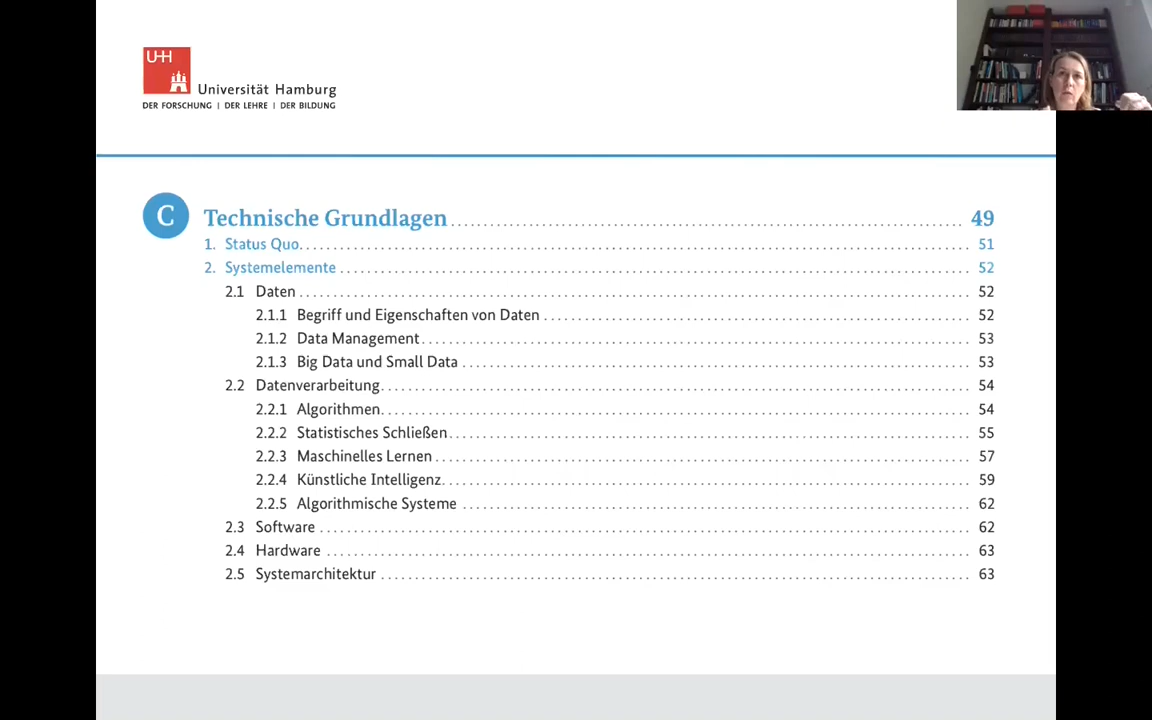 UHH
Universität Hamburg
DER FORSCHUNG | DER LEHRE | DER BILDUNG
C Technische Grundlagen 49
1. Status Quo 51
2. Systemelemente 52
2.1 Daten 52
2.1.1 Begriff und Eigenschaften von Daten 52
2.1.2 Data Management 53
2.1.3 Big Data und Small Data 53
2.2 Datenverarbeitung 54
2.2.1 Algorithmen 54
2.2.2 Statistisches Schließen 55
2.2.3 Maschinelles Lernen 57
2.2.4 Künstliche Intelligenz 59
2.2.5 Algorithmische Systeme 62
2.3 Software 62
2.4 Hardware 63
2.5 Systemarchitektur 63